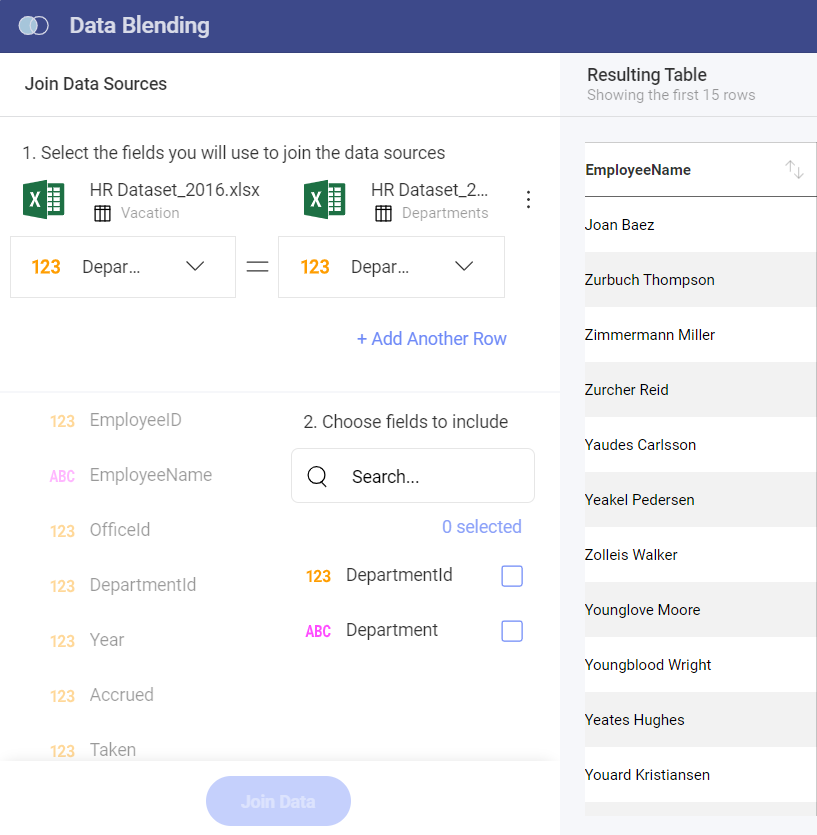 Data Blending
Join Data Sources
1. Select the fields you will use to join the data sources
HR Dataset_2016.xlsx
Vacation
HR Dataset_2...
Departments
123 Depar...
=
123 Depar...
+ Add Another Row
123 EmployeeID
ABC EmployeeName
123 OfficeId
123 DepartmentId
123 Year
123 Accrued
123 Taken
2. Choose fields to include
Search...
0 selected
123 DepartmentId
ABC Department
Join Data
Resulting Table
Showing the first 15 rows
EmployeeName
Joan Baez
Zurbuch Thompson
Zimmermann Miller
Zurcher Reid
Yaudes Carlsson
Yeakel Pedersen
Zolleis Walker
Younglove Moore
Youngblood Wright
Yeates Hughes
Youard Kristiansen